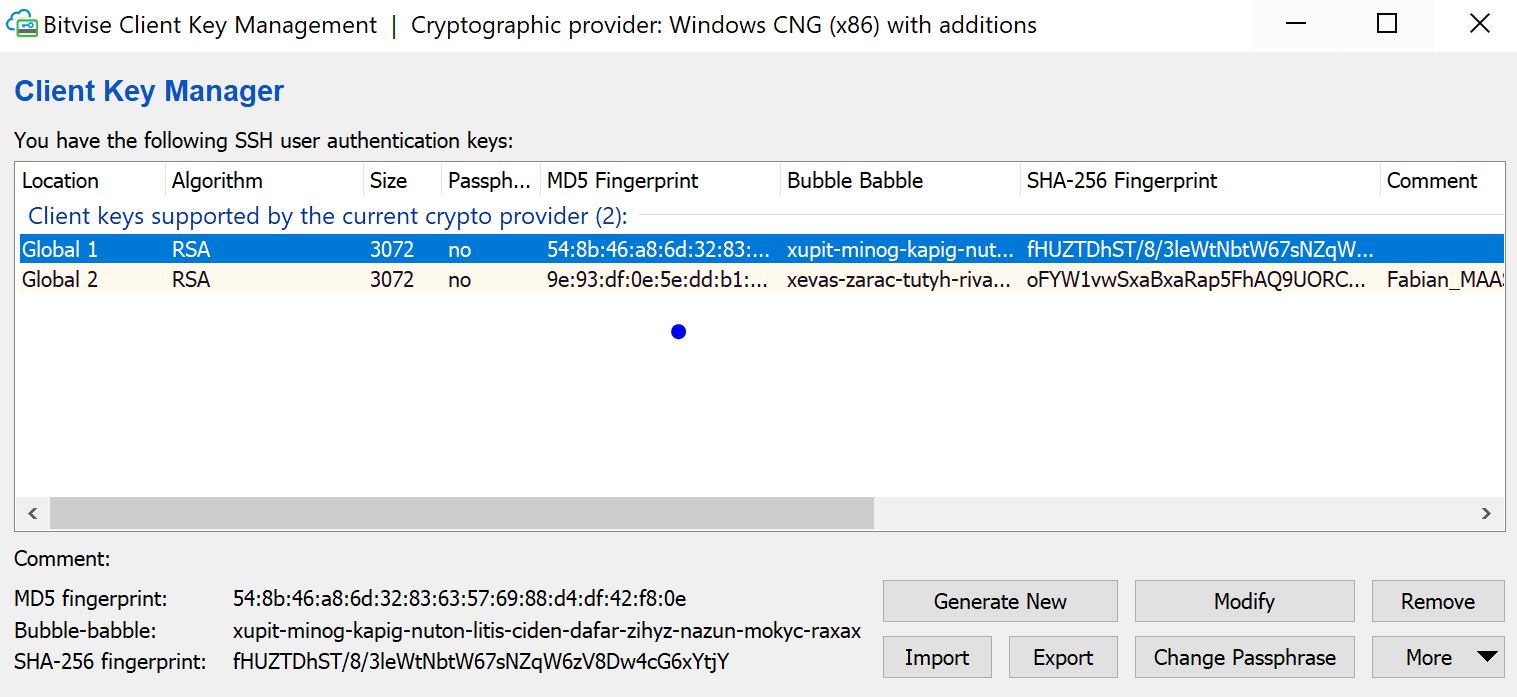 Bitvise Client Key Management | Cryptographic provider: Windows CNG (x86) with additions
Client Key Manager
You have the following SSH user authentication keys:
Location Algorithm Size Passph... MD5 Fingerprint Bubble Babble SHA-256 Fingerprint Comment
Client keys supported by the current crypto provider (2):
Global 1 RSA 3072 no 54:8b:46:a8:6d:32:83:... xupit-minog-kapig-nut... fHUZTDhST/8/3leWtNbtW67sNZqW...
Global 2 RSA 3072 no 9e:93:df:0e:5e:dd:b1:... xevas-zarac-tutyh-riva... oFYW1vwSxaBxaRap5FhAQ9UORC... Fabian_MAAS
Comment:
MD5 fingerprint: 54:8b:46:a8:6d:32:83:63:57:69:88:d4:df:42:f8:0e
Bubble-babble: xupit-minog-kapig-nuton-litis-ciden-dafar-zihyz-nazun-mokyc-raxax
SHA-256 fingerprint: fHUZTDhST/8/3leWtNbtW67sNZqW6zV8Dw4cG6xYtjY
Generate New Modify Remove
Import Export Change Passphrase More